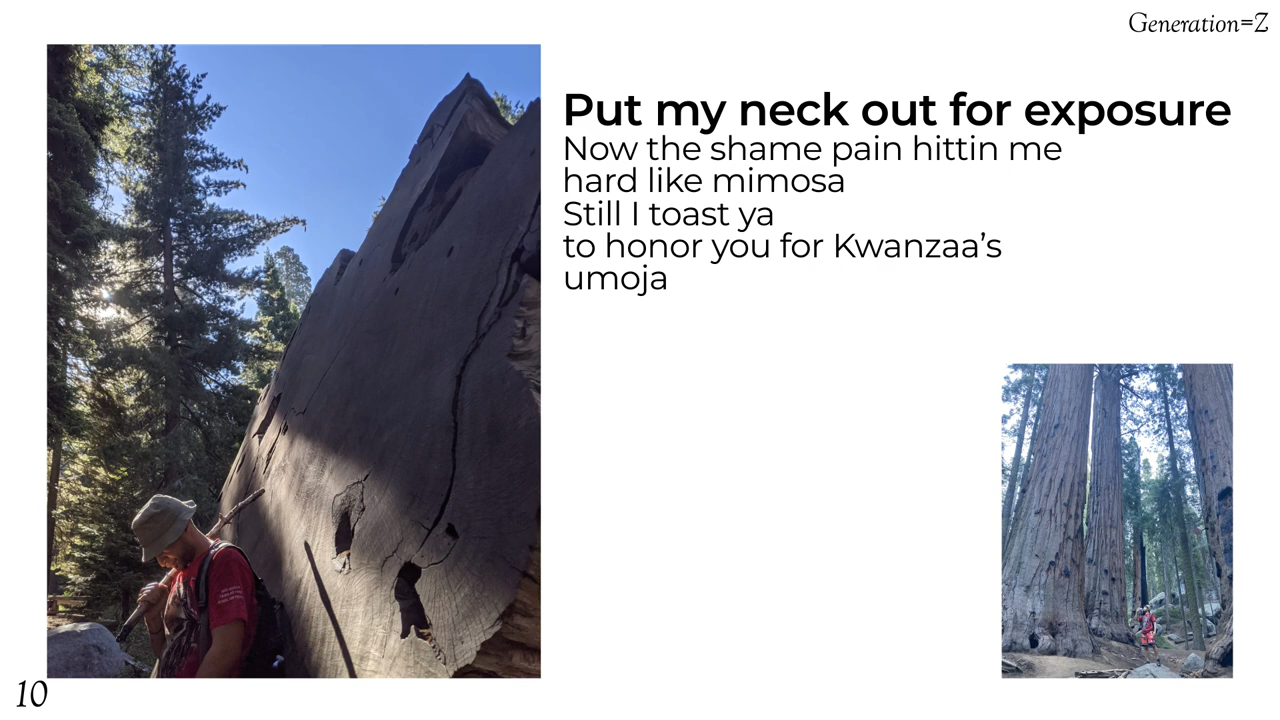 Generation=Z
Put my neck out for exposure
Now the shame pain hittin me
hard like mimosa
Still I toast ya
to honor you for Kwanzaa’s
umoja
10